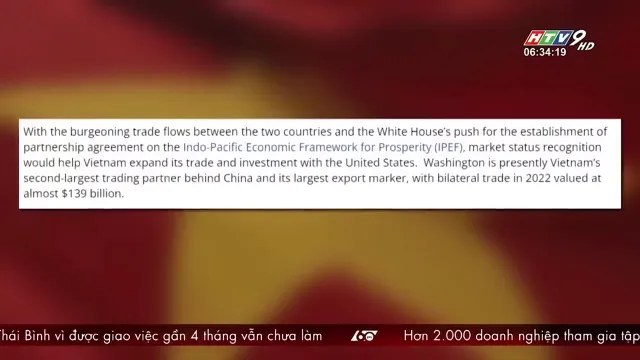 HTV9 HD
06:34:19
With the burgeoning trade flows between the two countries and the White House's push for the establishment of
partnership agreement on the Indo-Pacific Economic Framework for Prosperity (IPEF), market status recognition
would help Vietnam expand its trade and investment with the United States. Washington is presently Vietnam's
second-largest trading partner behind China and its largest export marker, with bilateral trade in 2022 valued at
almost $139 billion.
Thái Bình vì được giao việc gần 4 tháng vẫn chưa làm 60 Hơn 2.000 doanh nghiệp tham gia tập